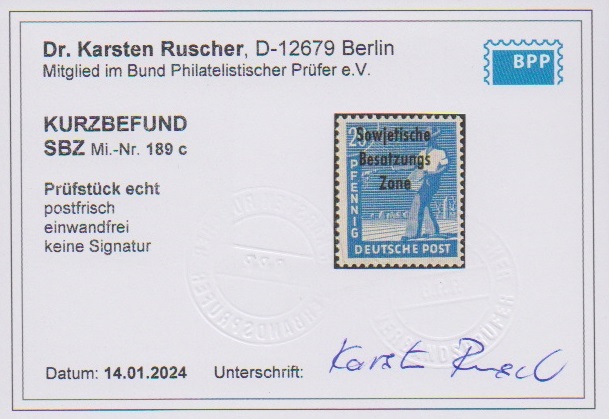 Dr. Karsten Ruscher, D-12679 Berlin
Mitglied im Bund Philatelistischer Prüfer e.V.
BPP
KURZBEFUND
SBZ Mi.-Nr. 189 c
Prüfstück echt
postfrisch
einwandfrei
keine Signatur
Sowjetische
Besatzungs
Zone
PFENNIG
DEUTSCHE POST
Datum: 14.01.2024
Unterschrift: